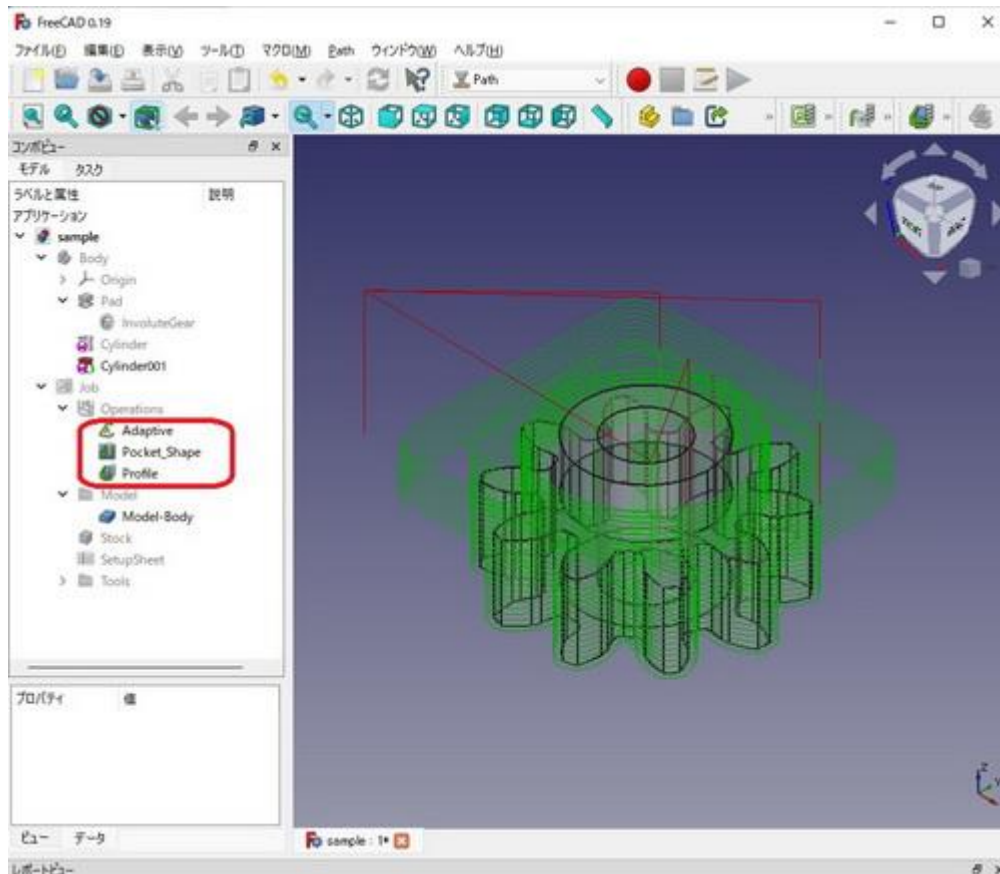 FreeCAD 0.19
ファイル(F) 編集(E) 表示(V) ツール(T) マクロ(M) Path ウィンドウ(W) ヘルプ(H)
Path
コンボビュー
モデル タスク
ラベルと属性 説明
アプリケーション
sample
Body
Origin
Pad
InvoluteGear
Cylinder
Cylinder001
Job
Operations
Adaptive
Pocket_Shape
Profile
Model
Model-Body
Stock
SetupSheet
Tools
プロパティ 値
ビュー データ
sample : 1*
レポートビュー
Z